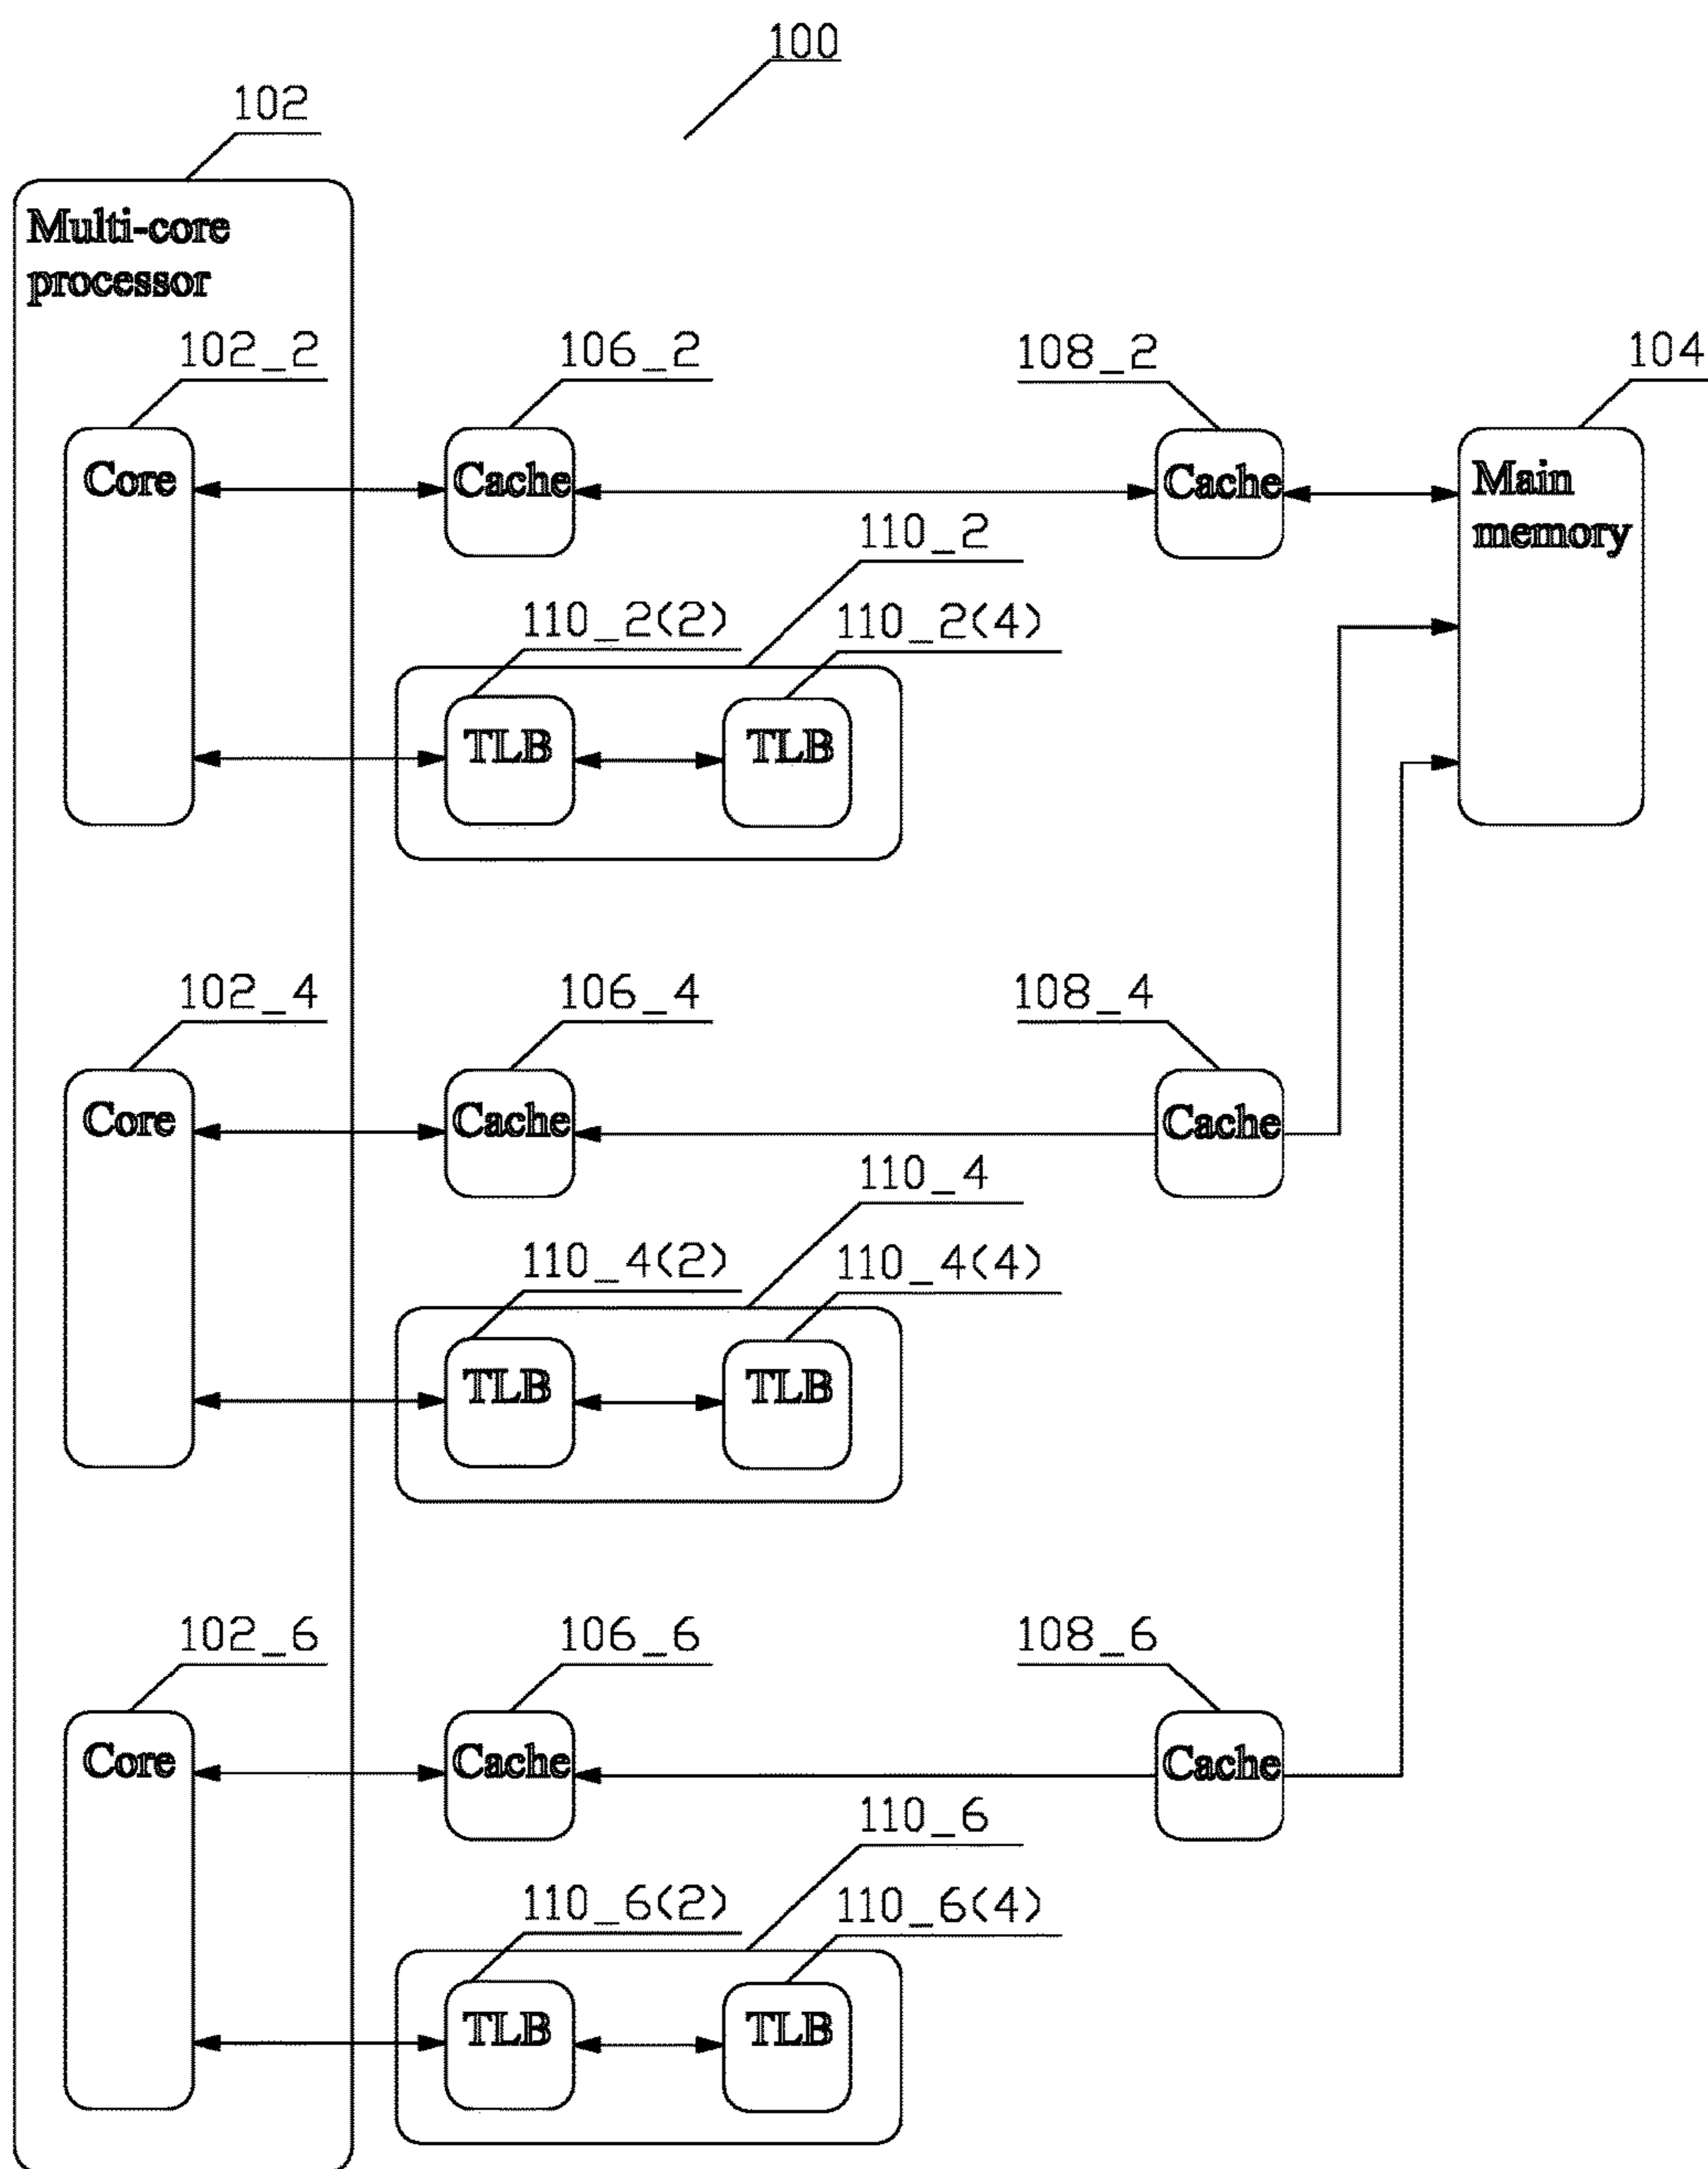 100
102
Multi-core
processor
102_2
106_2
108_2
104
Core
Cache
Cache
Main
memory
110_2
110_2(2)
110_2(4)
TLB
TLB
102_4
106_4
108_4
Core
Cache
Cache
110_4
110_4(2)
110_4(4)
TLB
TLB
102_6
106_6
108_6
Core
Cache
Cache
110_6
110_6(2)
110_6(4)
TLB
TLB